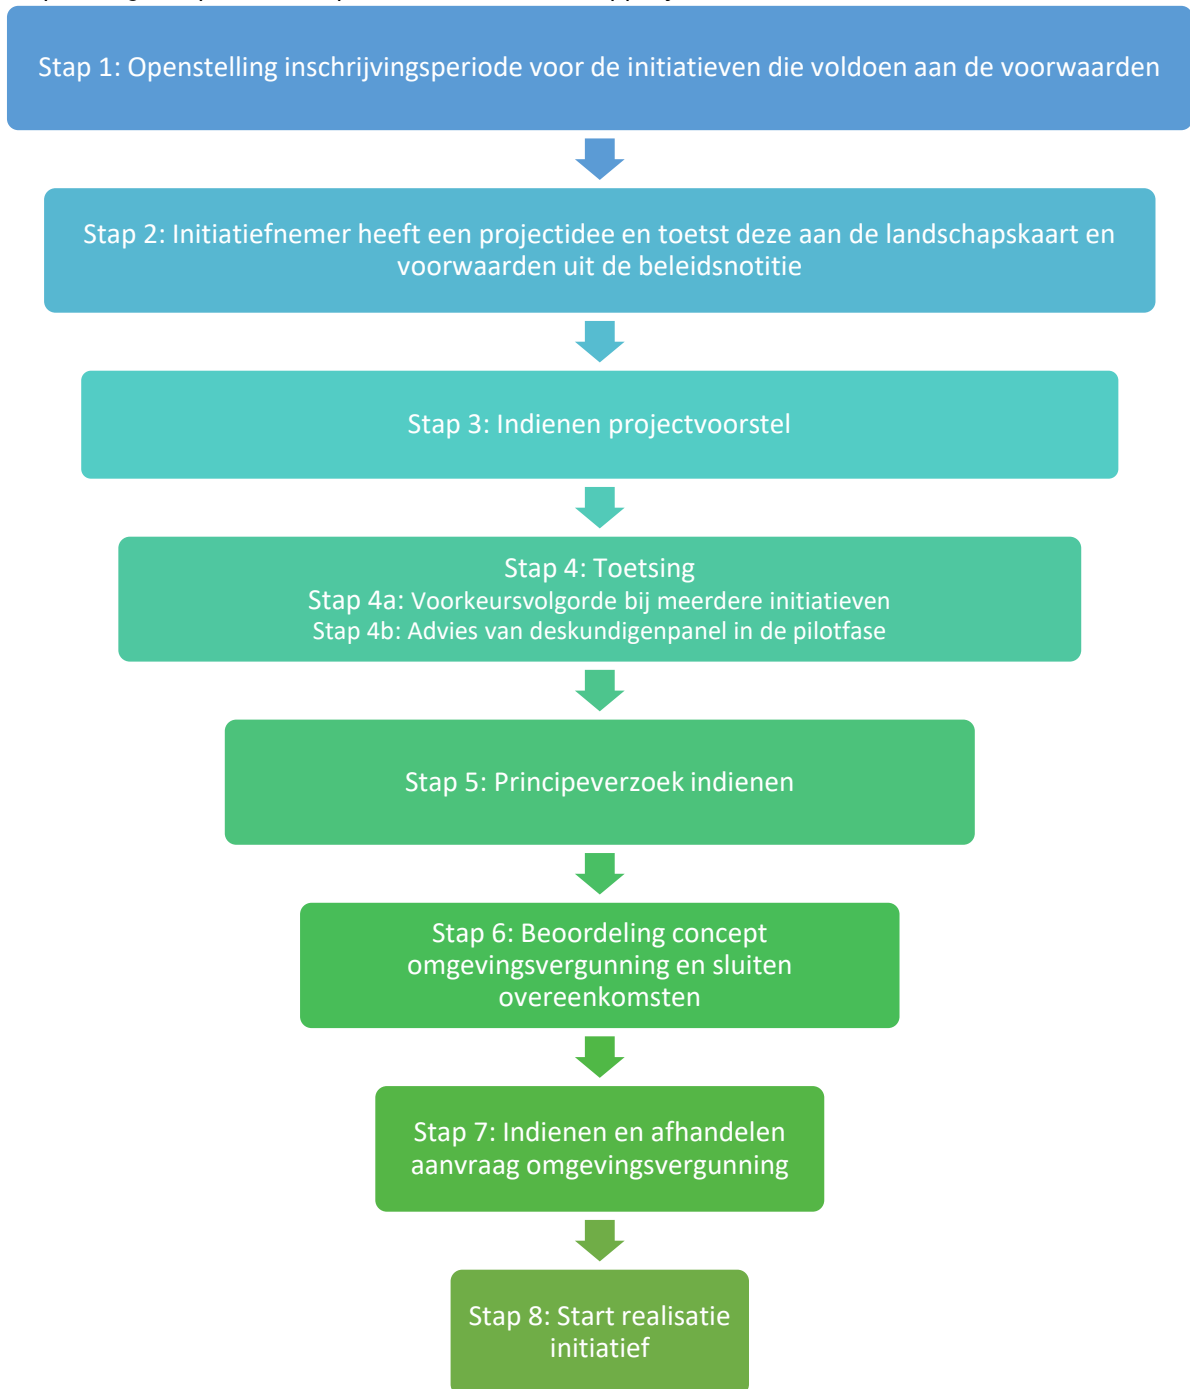 Stap 1: Openstelling inschrijvingsperiode voor de initiatieven die voldoen aan de voorwaarden
Stap 2: Initiatiefnemer heeft een projectidee en toetst deze aan de landschapskaart en
voorwaarden uit de beleidsnotitie
Stap 3: Indienen projectvoorstel
Stap 4: Toetsing
Stap 4a: Voorkeursvolgorde bij meerdere initiatieven
Stap 4b: Advies van deskundigenpanel in de pilotfase
Stap 5: Principeverzoek indienen
Stap 6: Beoordeling concept
omgevingsvergunning en sluiten
overeenkomsten
Stap 7: Indienen en afhandelen
aanvraag omgevingsvergunning
Stap 8: Start realisatie
initiatief